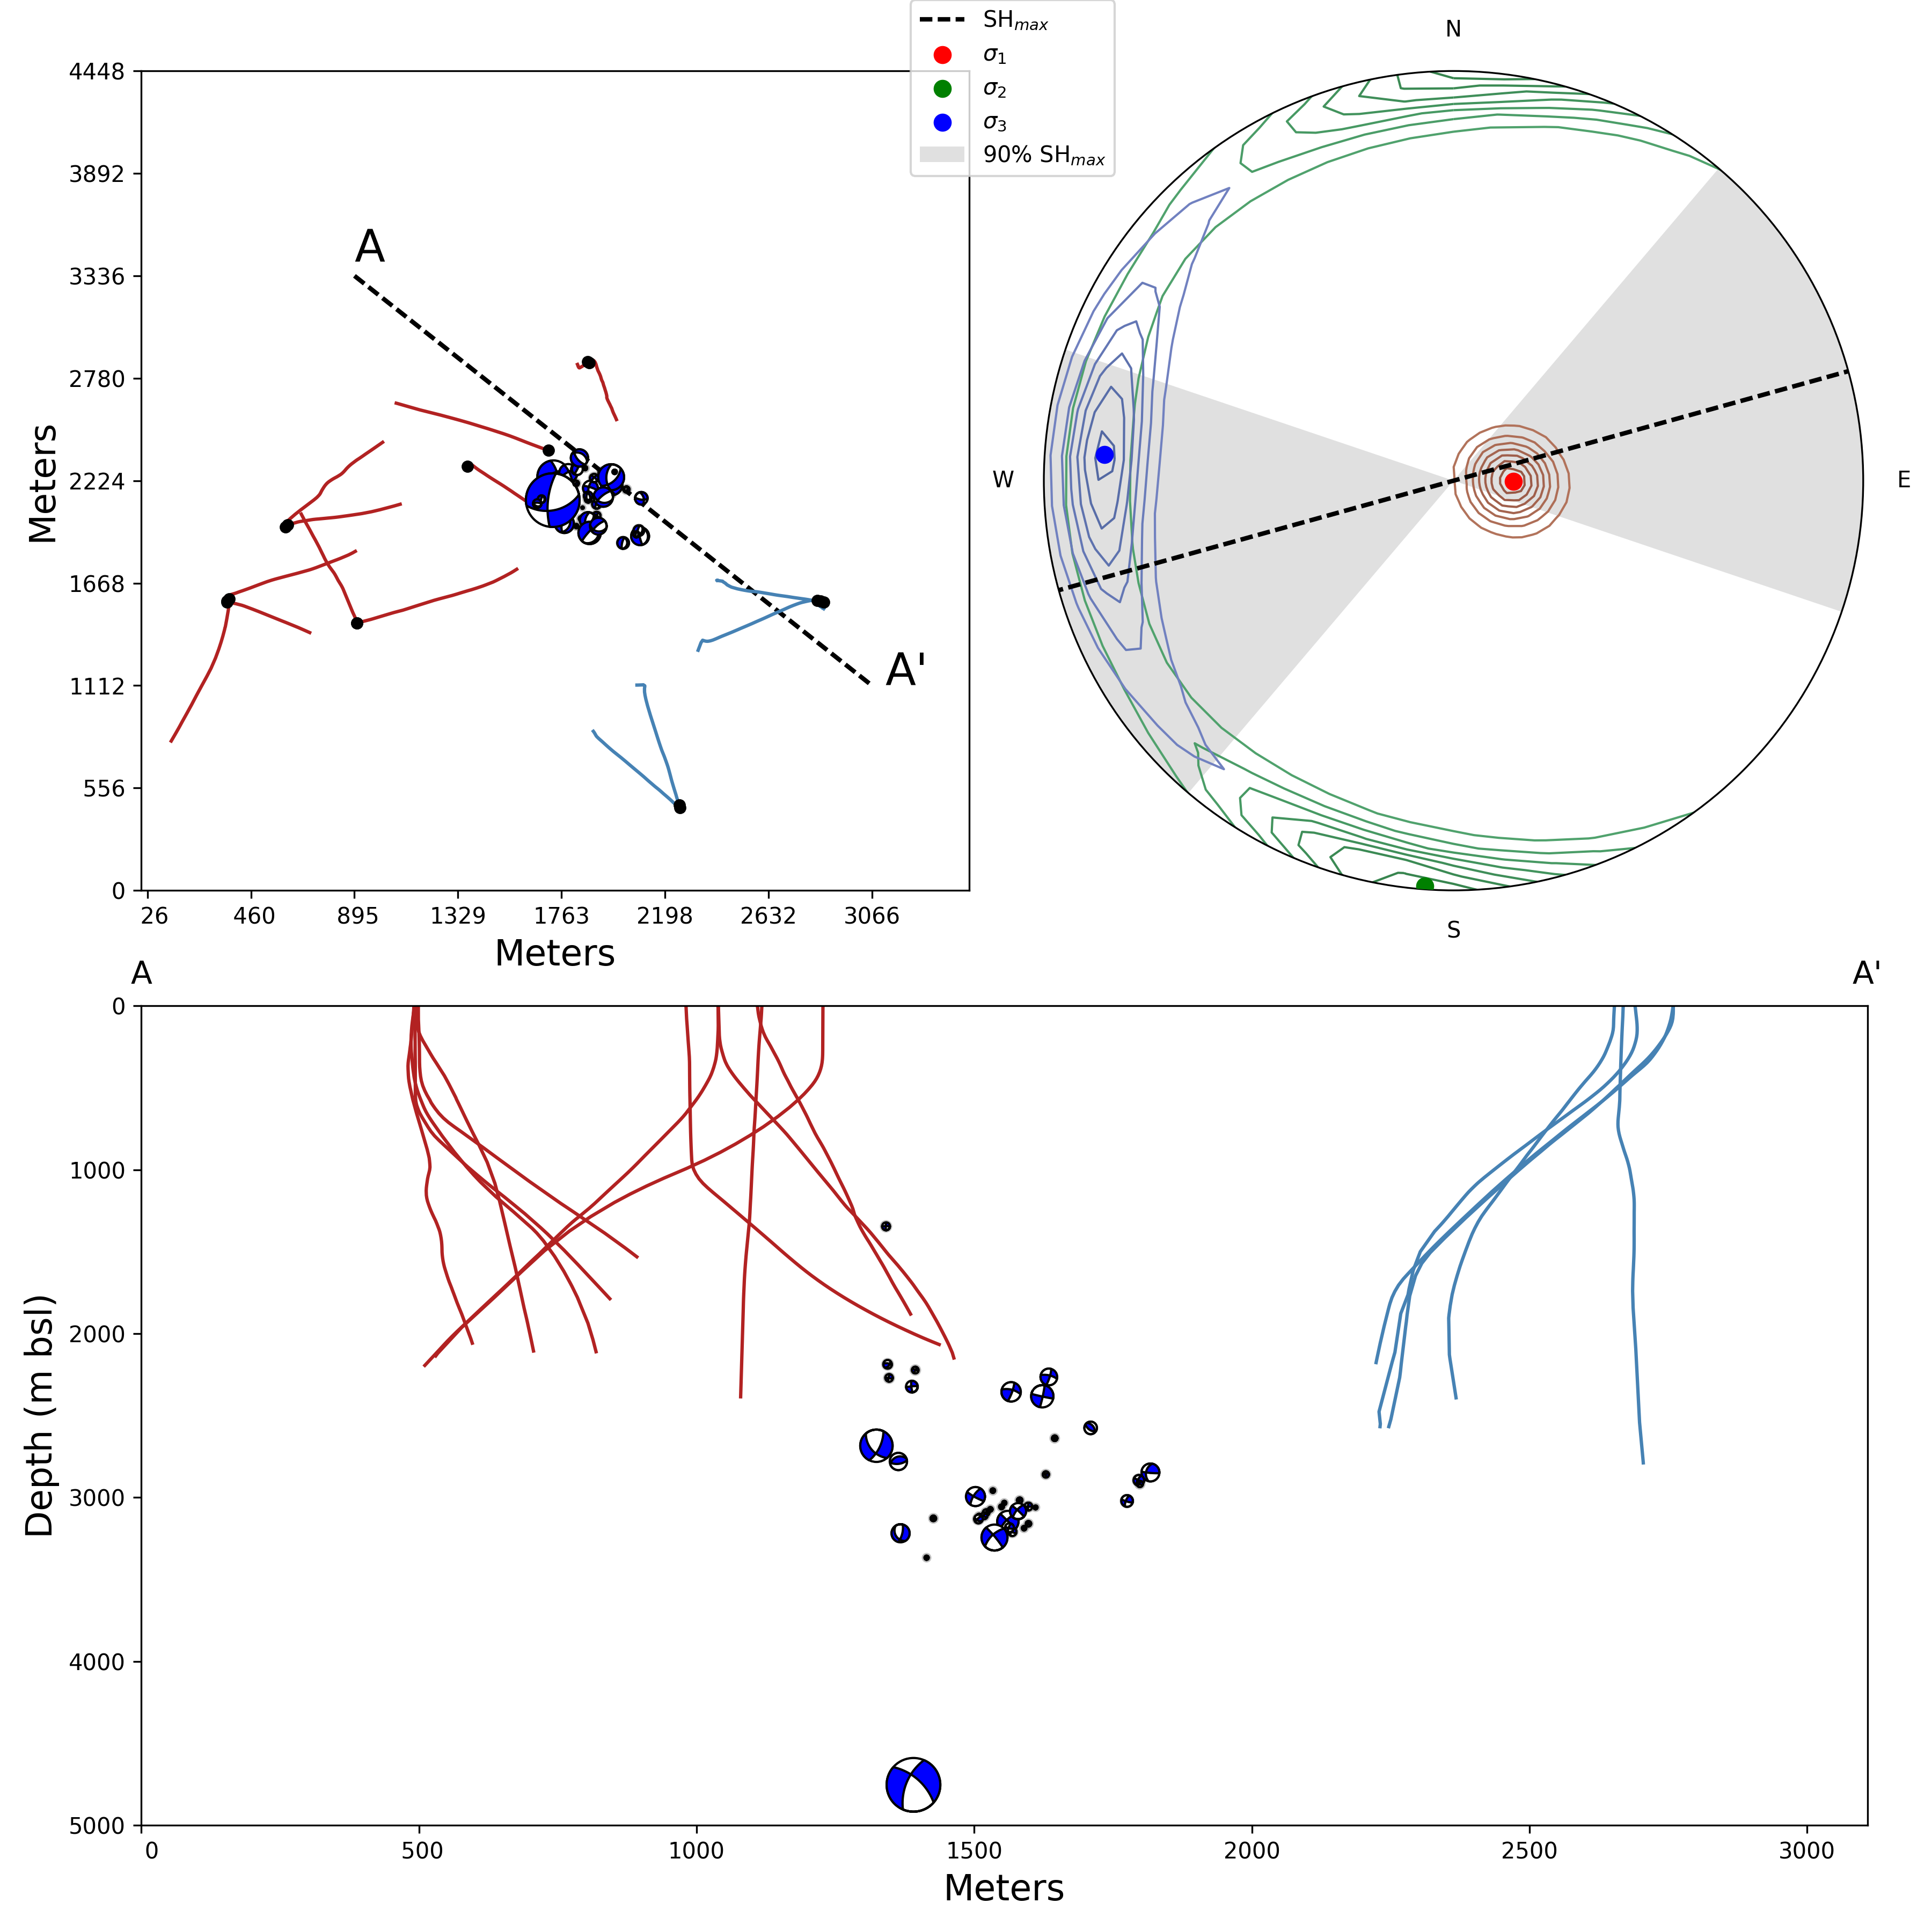 SHmax
σ1
σ2
σ3
90% SHmax
N
W
E
S
4448
3892
3336
2780
2224
1668
1112
556
0
Meters
A
A'
26 460 895 1329 1763 2198 2632 3066
Meters
A A'
0
1000
2000
3000
4000
5000
Depth (m bsl)
0 500 1000 1500 2000 2500 3000
Meters